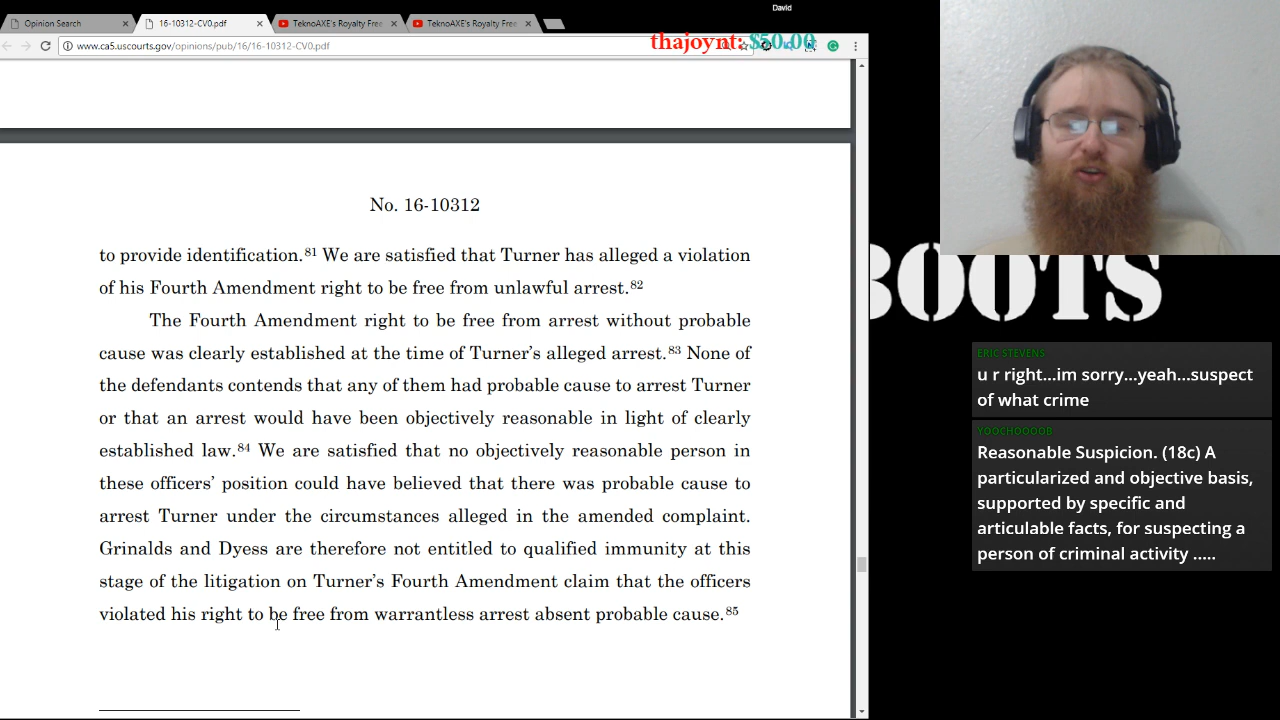 David
Opinion Search
16-10312-CV0.pdf
TeknoAXE's Royalty Free
TeknoAXE's Royalty Free
www.ca5.uscourts.gov/opinions/pub/16/16-10312-CV0.pdf
thajoynt: $50.00
No. 16-10312
to provide identification.81 We are satisfied that Turner has alleged a violation
of his Fourth Amendment right to be free from unlawful arrest.82
The Fourth Amendment right to be free from arrest without probable
cause was clearly established at the time of Turner's alleged arrest.83 None of
the defendants contends that any of them had probable cause to arrest Turner
or that an arrest would have been objectively reasonable in light of clearly
established law.84 We are satisfied that no objectively reasonable person in
these officers' position could have believed that there was probable cause to
arrest Turner under the circumstances alleged in the amended complaint.
Grinalds and Dyess are therefore not entitled to qualified immunity at this
stage of the litigation on Turner's Fourth Amendment claim that the officers
violated his right to be free from warrantless arrest absent probable cause.85
BOOTS
ERIC STEVENS
u r right...im sorry...yeah...suspect
of what crime
YOOCHOOOOB
Reasonable Suspicion. (18c) A
particularized and objective basis,
supported by specific and
articulable facts, for suspecting a
person of criminal activity .....